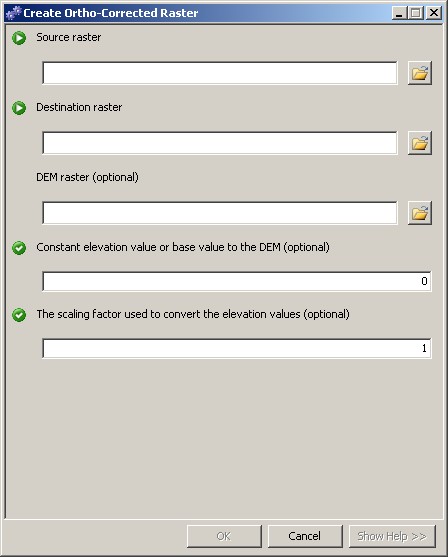 Create Ortho-Corrected Raster
Source raster
Destination raster
DEM raster (optional)
Constant elevation value or base value to the DEM (optional)
0
The scaling factor used to convert the elevation values (optional)
1
OK Cancel Show Help >>